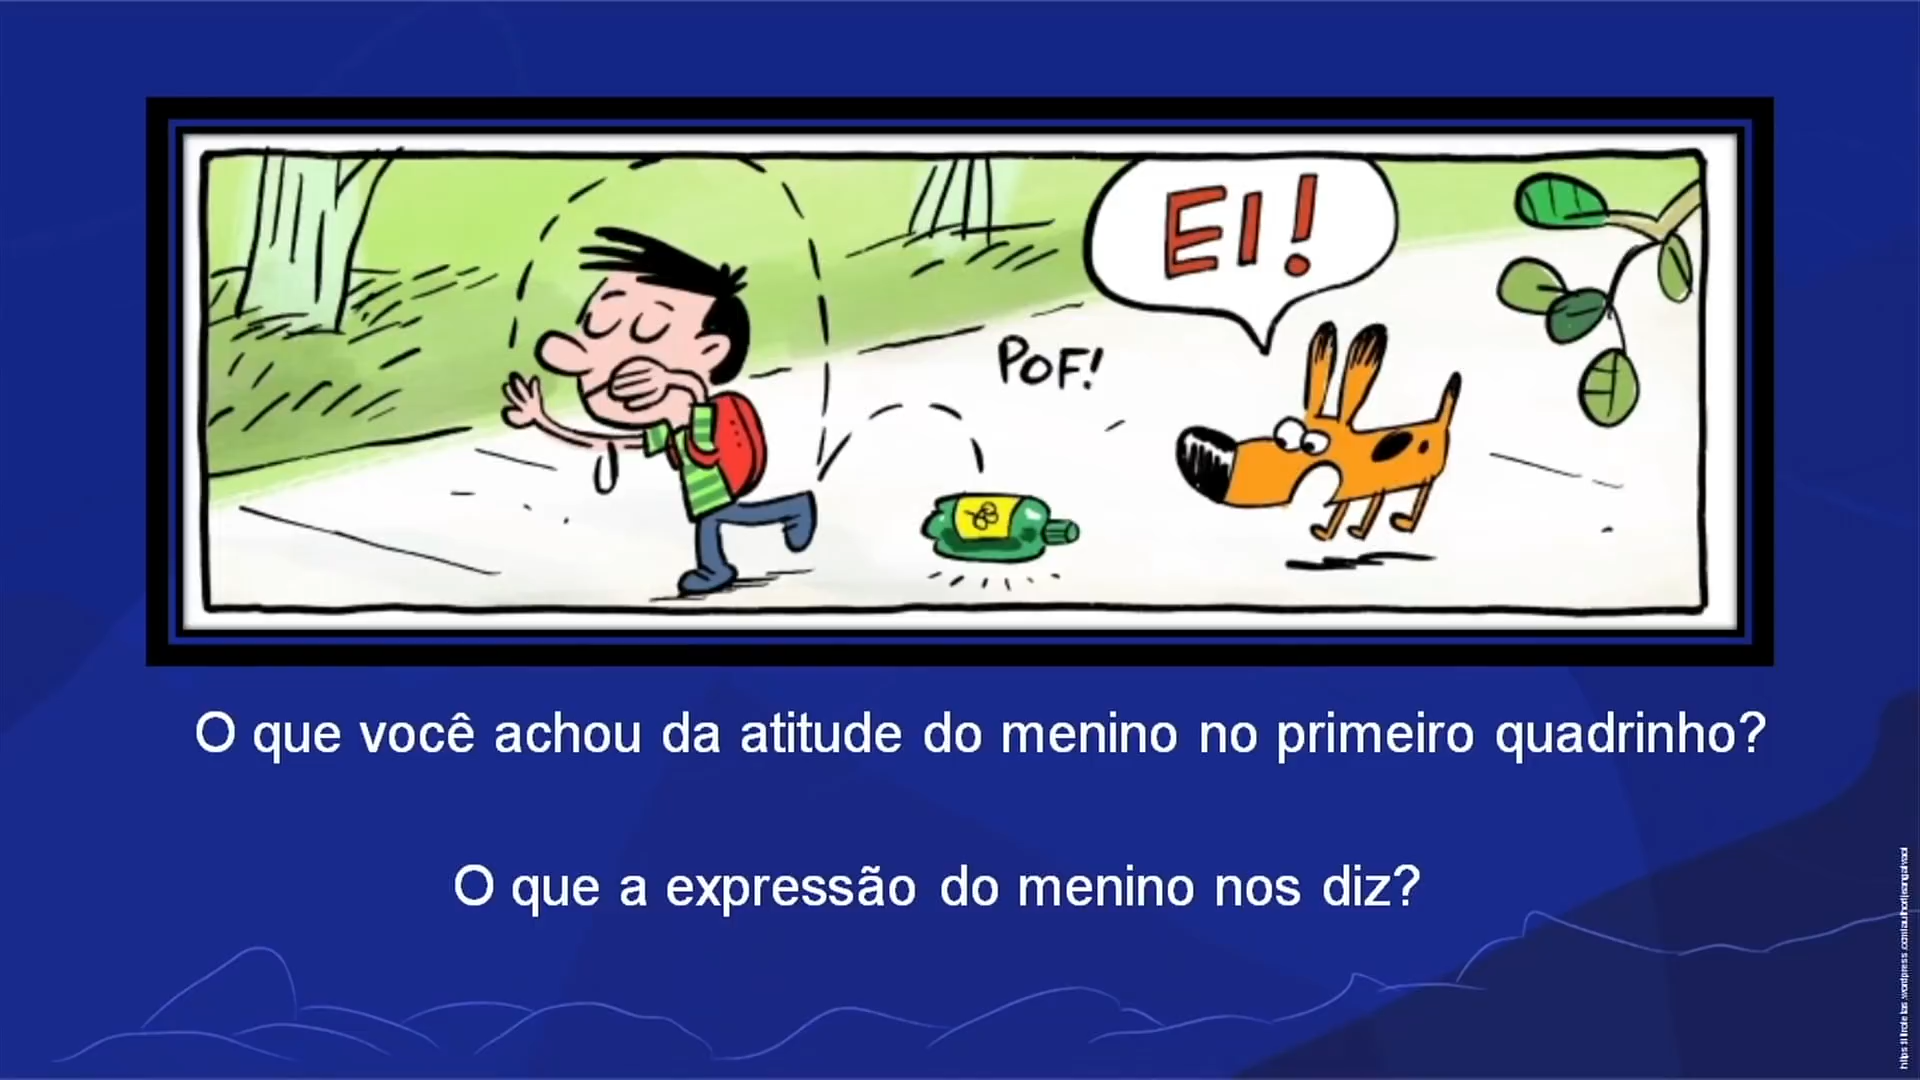 EI!
POF!
O que você achou da atitude do menino no primeiro quadrinho?
O que a expressão do menino nos diz?